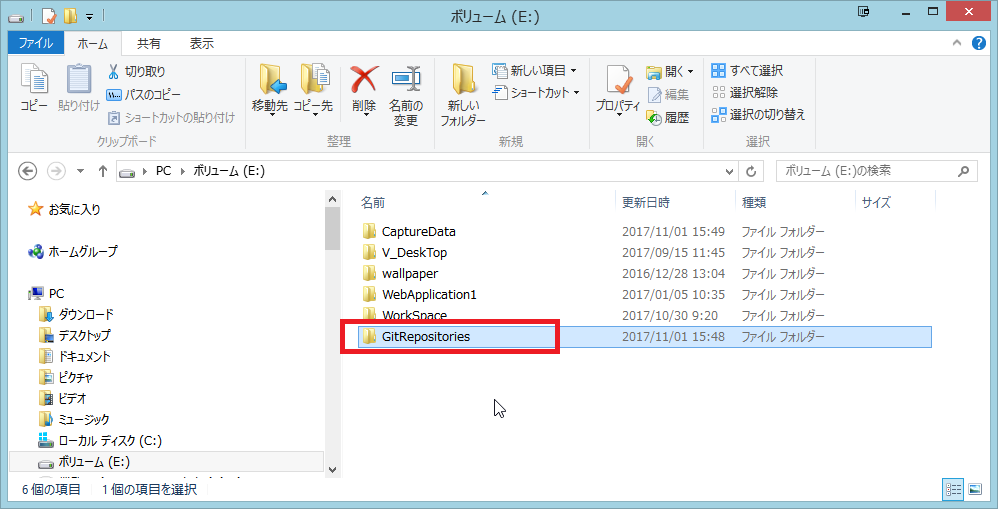 ボリューム (E:)
ファイル ホーム 共有 表示
コピー 貼り付け 切り取り パスのコピー ショートカットの貼り付け
クリップボード
移動先 コピー先 削除 名前の変更
整理
新しいフォルダー 新しい項目 ショートカット
新規
プロパティ 開く 編集 履歴
開く
すべて選択 選択解除 選択の切り替え
選択
PC ボリューム (E:) ボリューム (E:)の検索
お気に入り
ホームグループ
PC
ダウンロード
デスクトップ
ドキュメント
ピクチャ
ビデオ
ミュージック
ローカル ディスク (C:)
ボリューム (E:)
名前 更新日時 種類 サイズ
CaptureData 2017/11/01 15:49 ファイル フォルダー
V_DeskTop 2017/09/15 11:45 ファイル フォルダー
wallpaper 2016/12/28 13:04 ファイル フォルダー
WebApplication1 2017/01/05 10:35 ファイル フォルダー
WorkSpace 2017/10/30 9:20 ファイル フォルダー
GitRepositories 2017/11/01 15:48 ファイル フォルダー
6 個の項目 1 個の項目を選択